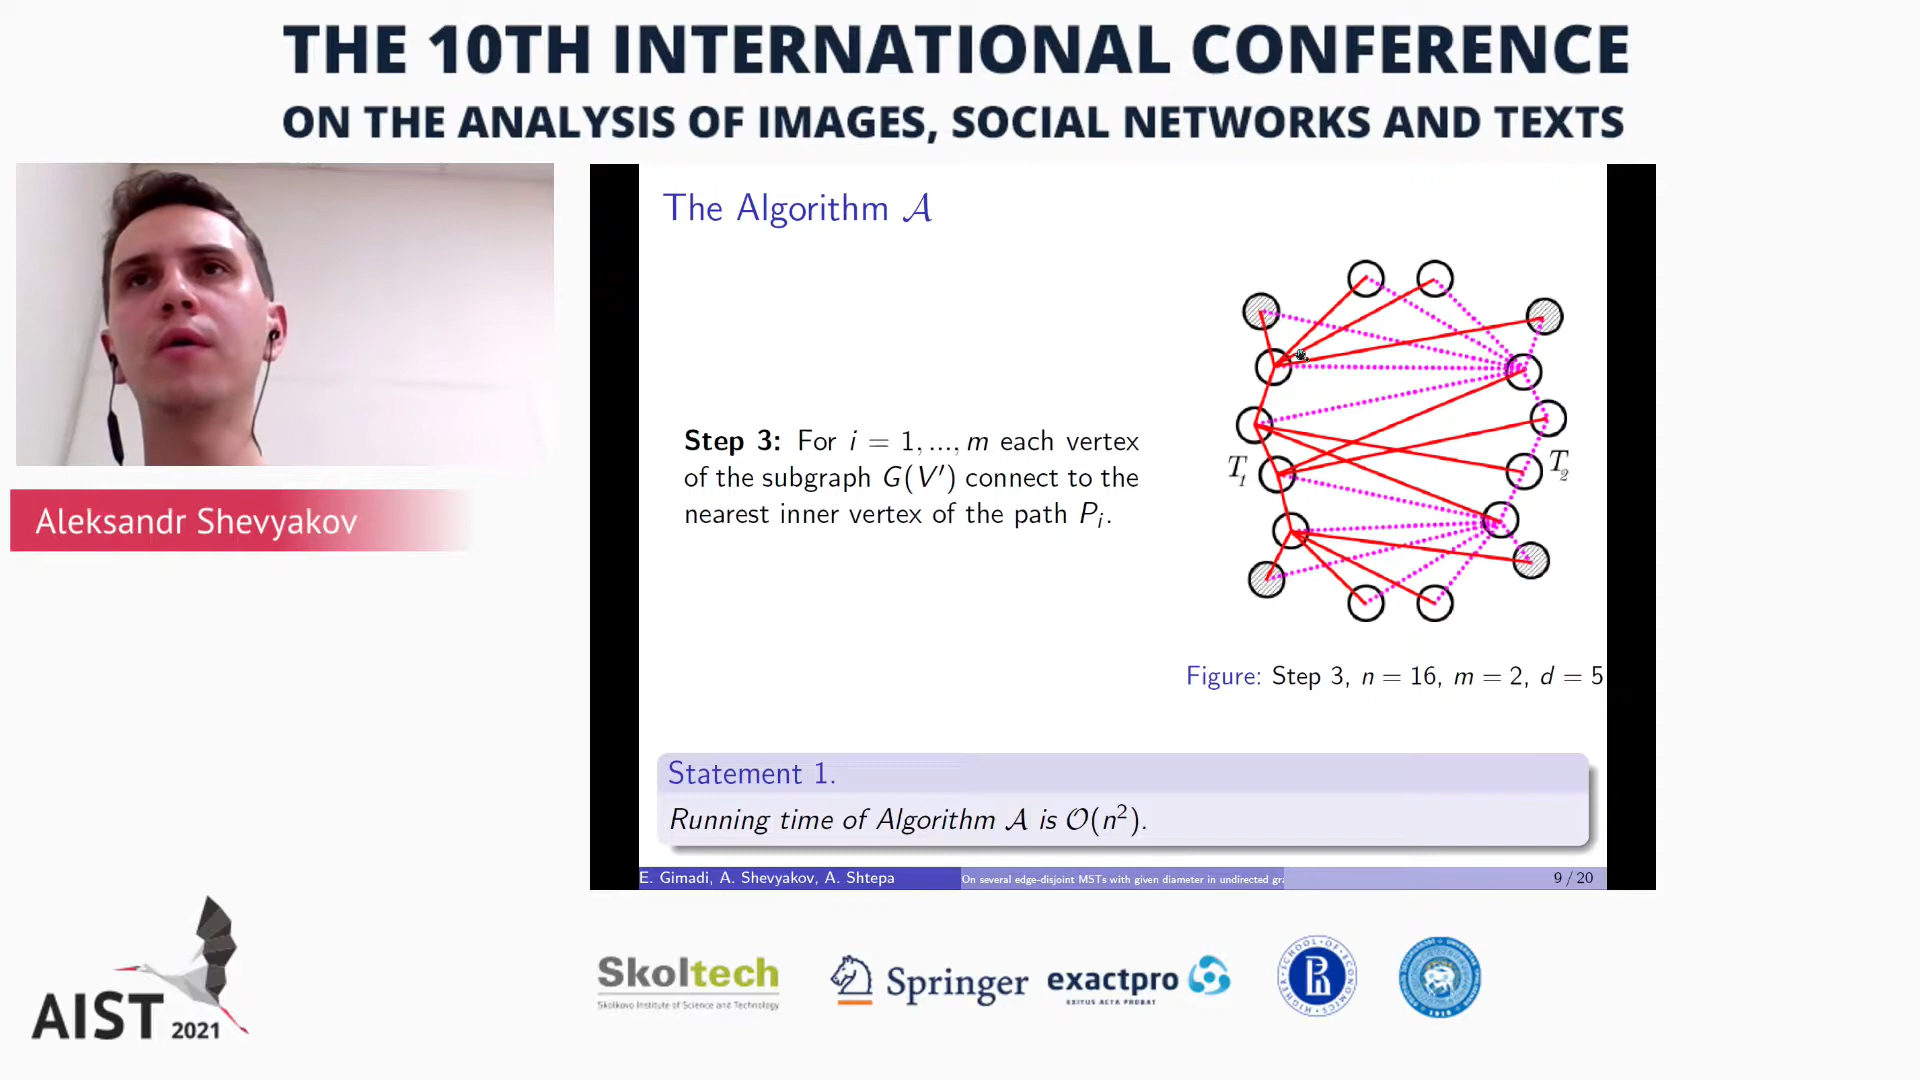 THE 10TH INTERNATIONAL CONFERENCE
ON THE ANALYSIS OF IMAGES, SOCIAL NETWORKS AND TEXTS
Aleksandr Shevyakov
The Algorithm 𝒜
Step 3: For i = 1, ..., m each vertex
of the subgraph G(V′) connect to the
nearest inner vertex of the path Pᵢ.
T₁
T₂
Figure: Step 3, n = 16, m = 2, d = 5
Statement 1.
Running time of Algorithm 𝒜 is 𝒪(n²).
E. Gimadi, A. Shevyakov, A. Shtepa
On several edge-disjoint MSTs with given diameter in undirected gra
9 / 20
AIST 2021
Skoltech
Skolkovo Institute of Science and Technology
Springer
exactpro
EXITUS ACTA PROBAT